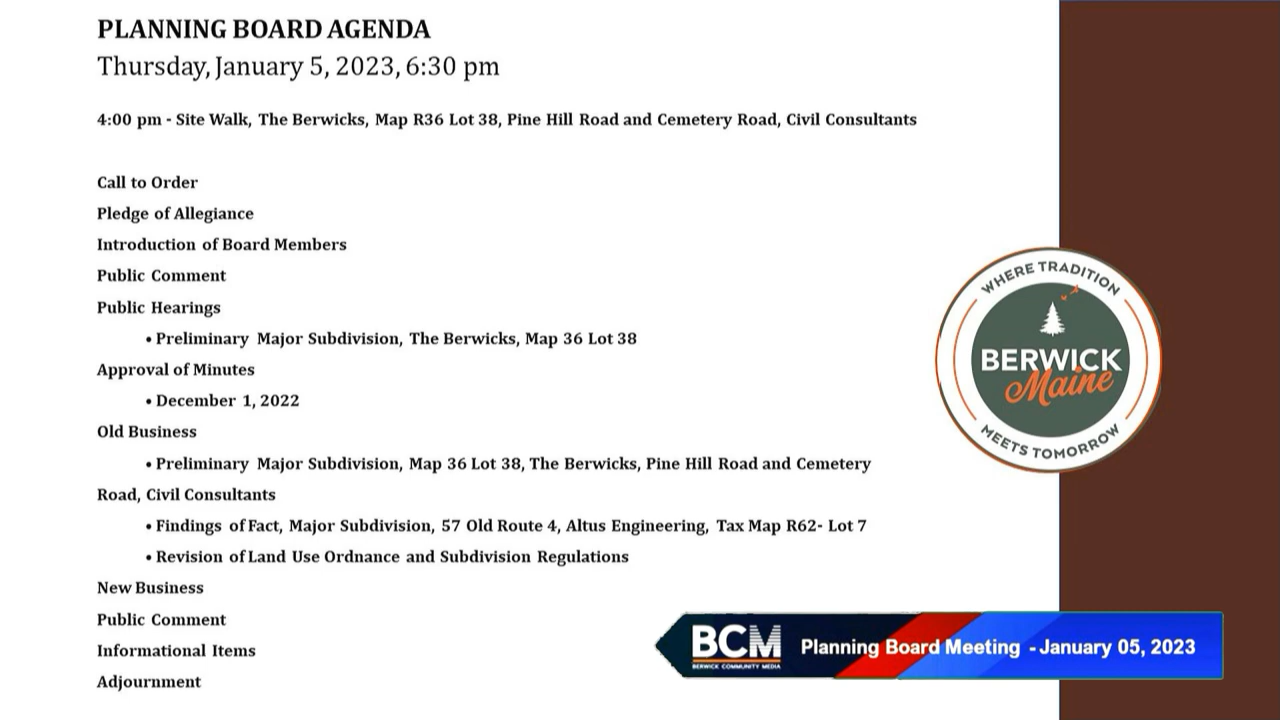 PLANNING BOARD AGENDA
Thursday, January 5, 2023, 6:30 pm
4:00 pm - Site Walk, The Berwicks, Map R36 Lot 38, Pine Hill Road and Cemetery Road, Civil Consultants
Call to Order
Pledge of Allegiance
Introduction of Board Members
Public Comment
Public Hearings
• Preliminary Major Subdivision, The Berwicks, Map 36 Lot 38
Approval of Minutes
• December 1, 2022
Old Business
• Preliminary Major Subdivision, Map 36 Lot 38, The Berwicks, Pine Hill Road and Cemetery
Road, Civil Consultants
• Findings of Fact, Major Subdivision, 57 Old Route 4, Altus Engineering, Tax Map R62- Lot 7
• Revision of Land Use Ordnance and Subdivision Regulations
New Business
Public Comment
Informational Items
Adjournment
WHERE TRADITION
BERWICK
Maine
MEETS TOMORROW
BCM
BERWICK COMMUNITY MEDIA
Planning Board Meeting - January 05, 2023